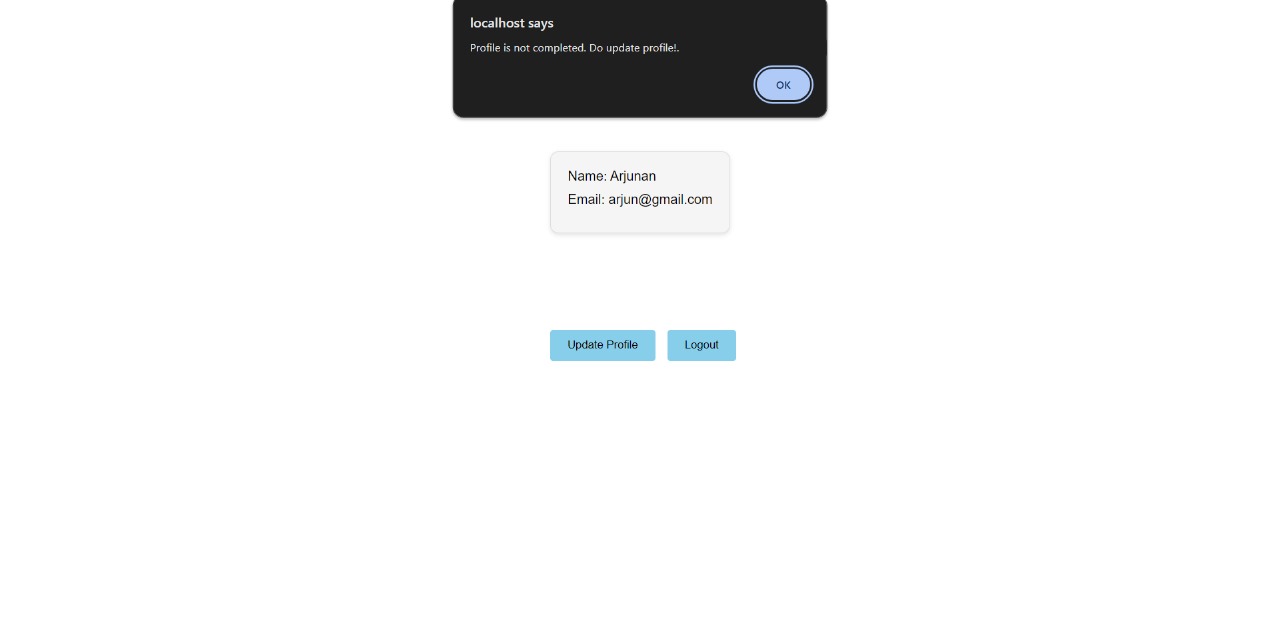 localhost says
Profile is not completed. Do update profile!.
OK
Name: Arjunan
Email: arjun@gmail.com
Update Profile
Logout